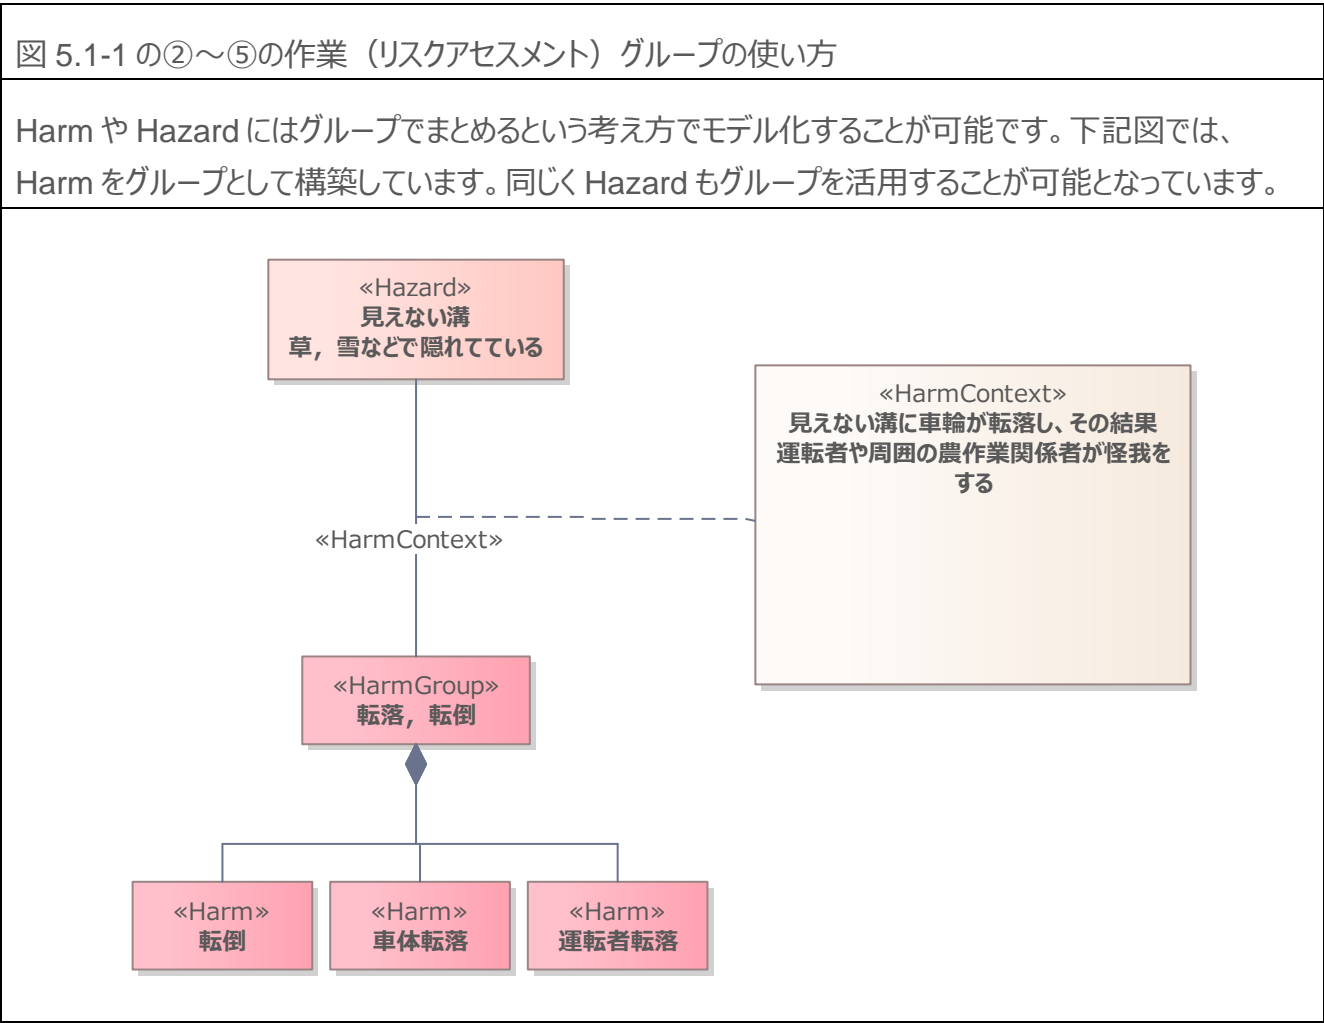 図 5.1-1 の②～⑤の作業（リスクアセスメント）グループの使い方
Harm や Hazard にはグループでまとめるという考え方でモデル化することが可能です。下記図では、
Harm をグループとして構築しています。同じく Hazard もグループを活用することが可能となっています。
«Hazard»
見えない溝
草，雪などで隠れてている
«HarmContext»
見えない溝に車輪が転落し、その結果
運転者や周囲の農作業関係者が怪我を
する
«HarmContext»
«HarmGroup»
転落，転倒
«Harm»
転倒
«Harm»
車体転落
«Harm»
運転者転落